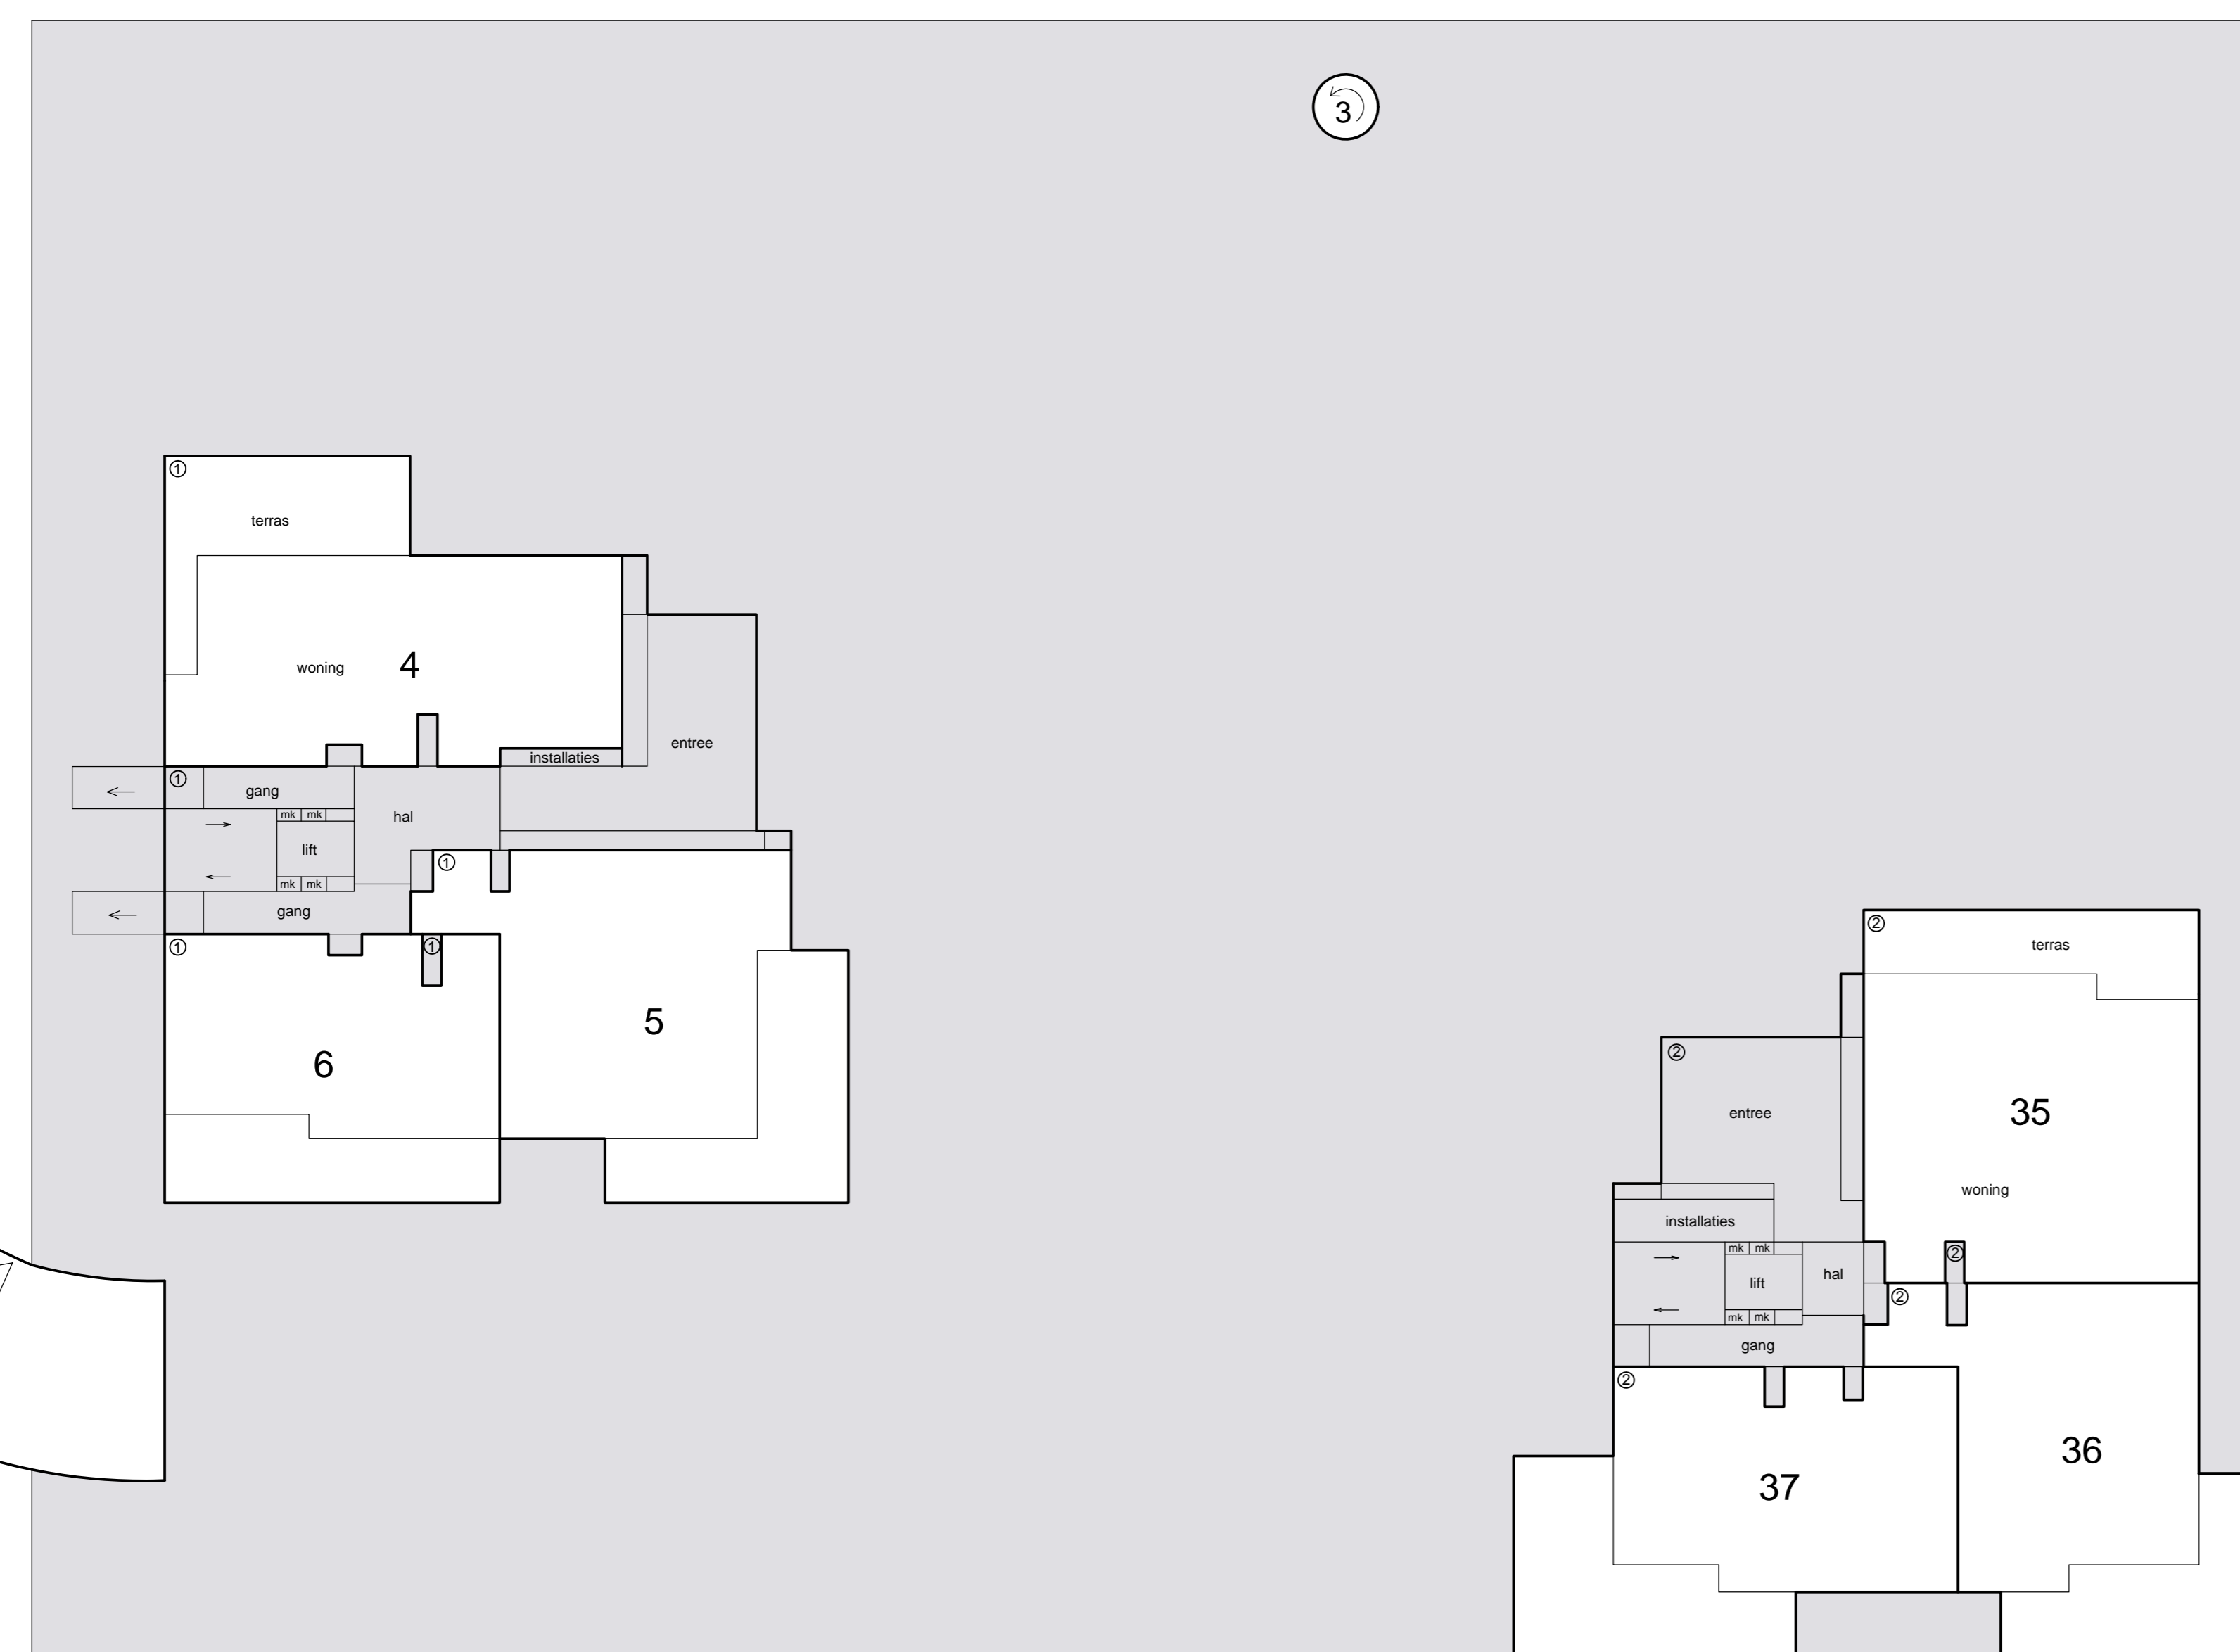 3
①
terras
woning 4
entree
installaties
①
gang
mk mk
hal
lift
①
mk mk
gang
①
①
5
6
②
terras
②
entree
35
woning
installaties
mk mk
②
hal
lift
②
mk mk
gang
②
36
37